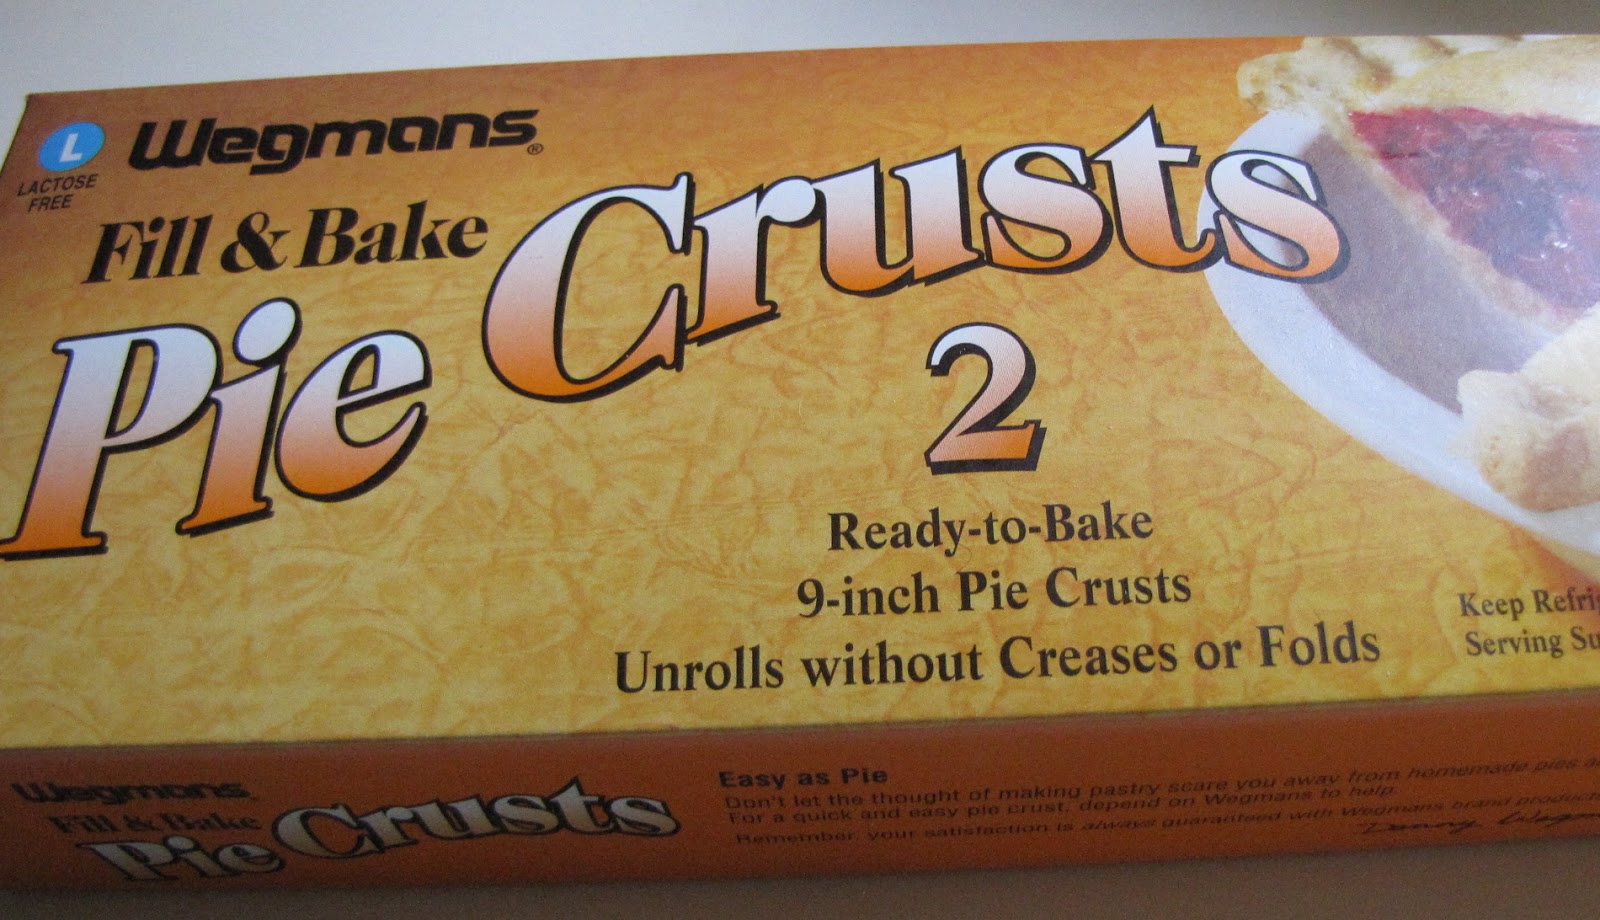 L
LACTOSE
FREE
Wegmans®
Fill & Bake
Pie Crusts
2
Ready-to-Bake
9-inch Pie Crusts
Unrolls without Creases or Folds
Keep
Serving
Wegmans
Fill & Bake
Pie Crusts
Easy as Pie
Don't let the thought of making pastry scare you away from homemade pies
For a quick and easy pie crust, depend on Wegmans to help.
Remember, your satisfaction is always guaranteed with Wegmans brand
Danny